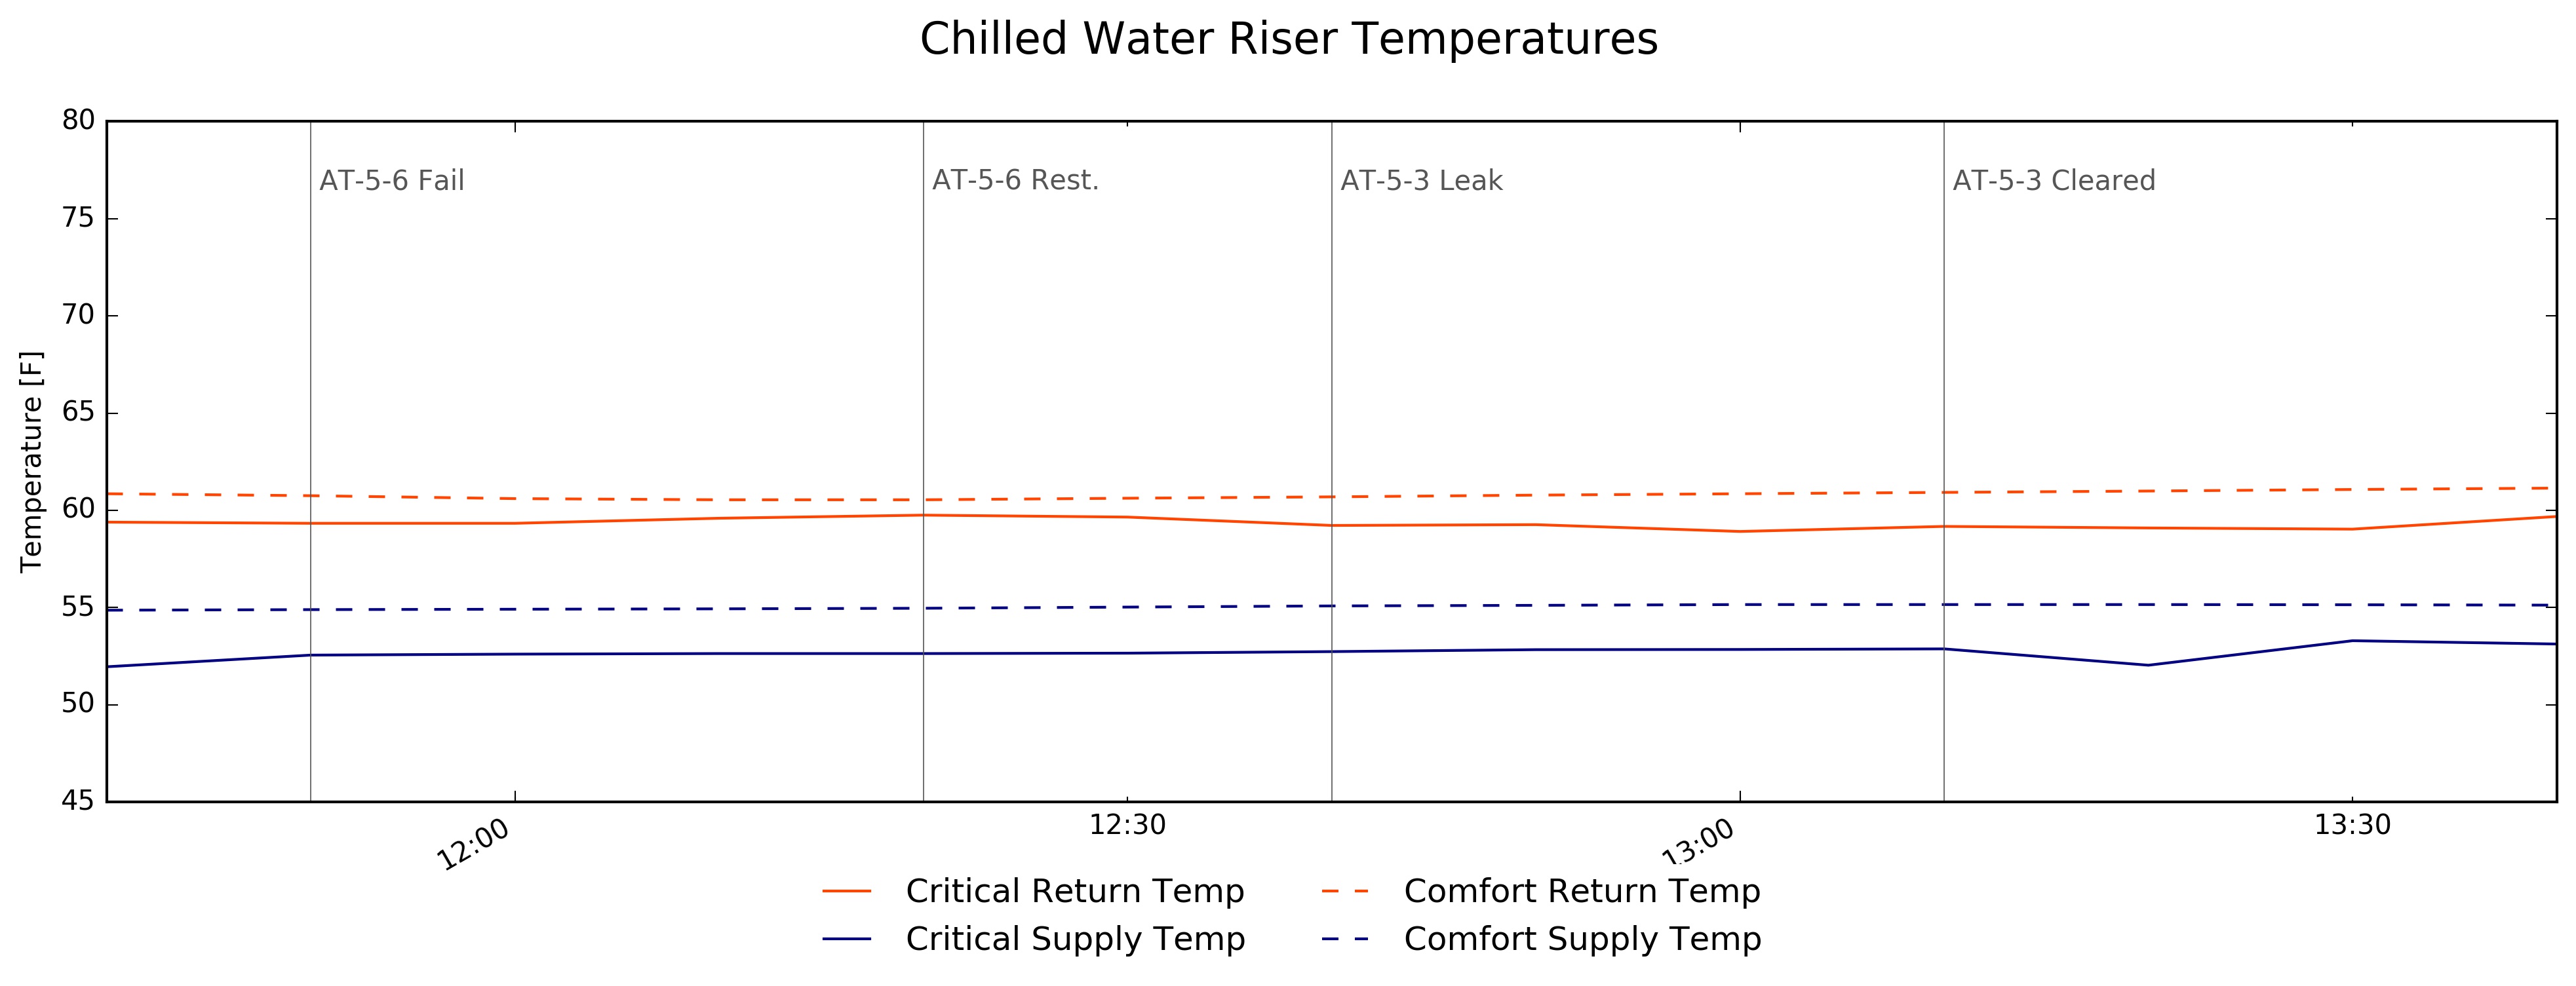 Chilled Water Riser Temperatures
80
75
70
65
60
55
50
45
Temperature [F]
AT-5-6 Fail
AT-5-6 Rest.
AT-5-3 Leak
AT-5-3 Cleared
12:00
12:30
13:00
13:30
Critical Return Temp
Critical Supply Temp
Comfort Return Temp
Comfort Supply Temp